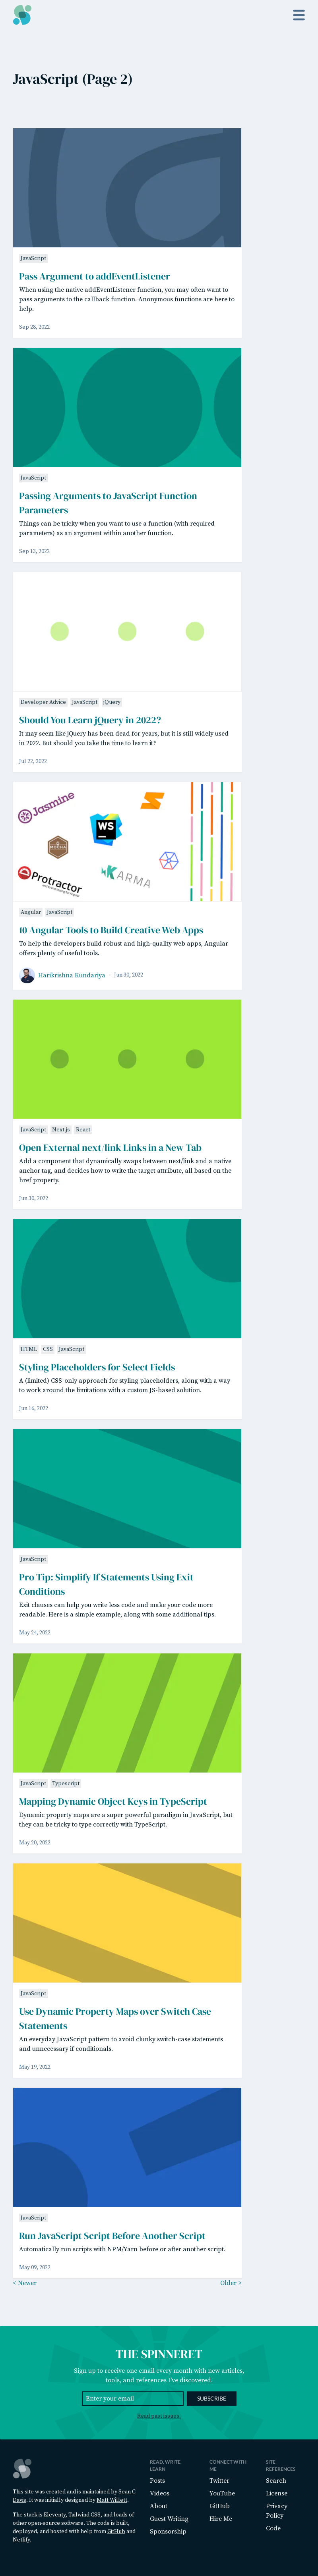 JavaScript (Page 2)
JavaScript
Pass Argument to addEventListener
When using the native addEventListener function, you may often want to
pass arguments to the callback function. Anonymous functions are here to
help.
Sep 28, 2022
JavaScript
Passing Arguments to JavaScript Function
Parameters
Things can be tricky when you want to use a function (with required
parameters) as an argument within another function.
Sep 13, 2022
Developer Advice JavaScript jQuery
Should You Learn jQuery in 2022?
It may seem like jQuery has been dead for years, but it is still widely used
in 2022. But should you take the time to learn it?
Jul 22, 2022
Jasmine
WS
MOCHA
Protractor
KARMA
Angular JavaScript
10 Angular Tools to Build Creative Web Apps
To help the developers build robust and high-quality web apps, Angular
offers plenty of useful tools.
Harikrishna Kundariya · Jun 30, 2022
JavaScript Next.js React
Open External next/link Links in a New Tab
Add a component that dynamically swaps between next/link and a native
anchor tag, and decides how to write the target attribute, all based on the
href property.
Jun 30, 2022
HTML CSS JavaScript
Styling Placeholders for Select Fields
A (limited) CSS-only approach for styling placeholders, along with a way
to work around the limitations with a custom JS-based solution.
Jun 16, 2022
JavaScript
Pro Tip: Simplify If Statements Using Exit
Conditions
Exit clauses can help you write less code and make your code more
readable. Here is a simple example, along with some additional tips.
May 24, 2022
JavaScript Typescript
Mapping Dynamic Object Keys in TypeScript
Dynamic property maps are a super powerful paradigm in JavaScript, but
they can be tricky to type correctly with TypeScript.
May 20, 2022
JavaScript
Use Dynamic Property Maps over Switch Case
Statements
An everyday JavaScript pattern to avoid clunky switch-case statements
and unnecessary if conditionals.
May 19, 2022
JavaScript
Run JavaScript Script Before Another Script
Automatically run scripts with NPM/Yarn before or after another script.
May 09, 2022
< Newer
Older >
THE SPINNERET
Sign up to receive one email every month with new articles,
tools, and references I've discovered.
Enter your email
SUBSCRIBE
Read past issues.
This site was created and is maintained by Sean C
Davis. It was initially designed by Matt Willett.
The stack is Eleventy, Tailwind CSS, and loads of
other open-source software. The code is built,
deployed, and hosted with help from GitHub and
Netlify.
READ, WRITE,
LEARN
Posts
Videos
About
Guest Writing
Sponsorship
CONNECT WITH
ME
Twitter
YouTube
GitHub
Hire Me
SITE
REFERENCES
Search
License
Privacy
Policy
Code